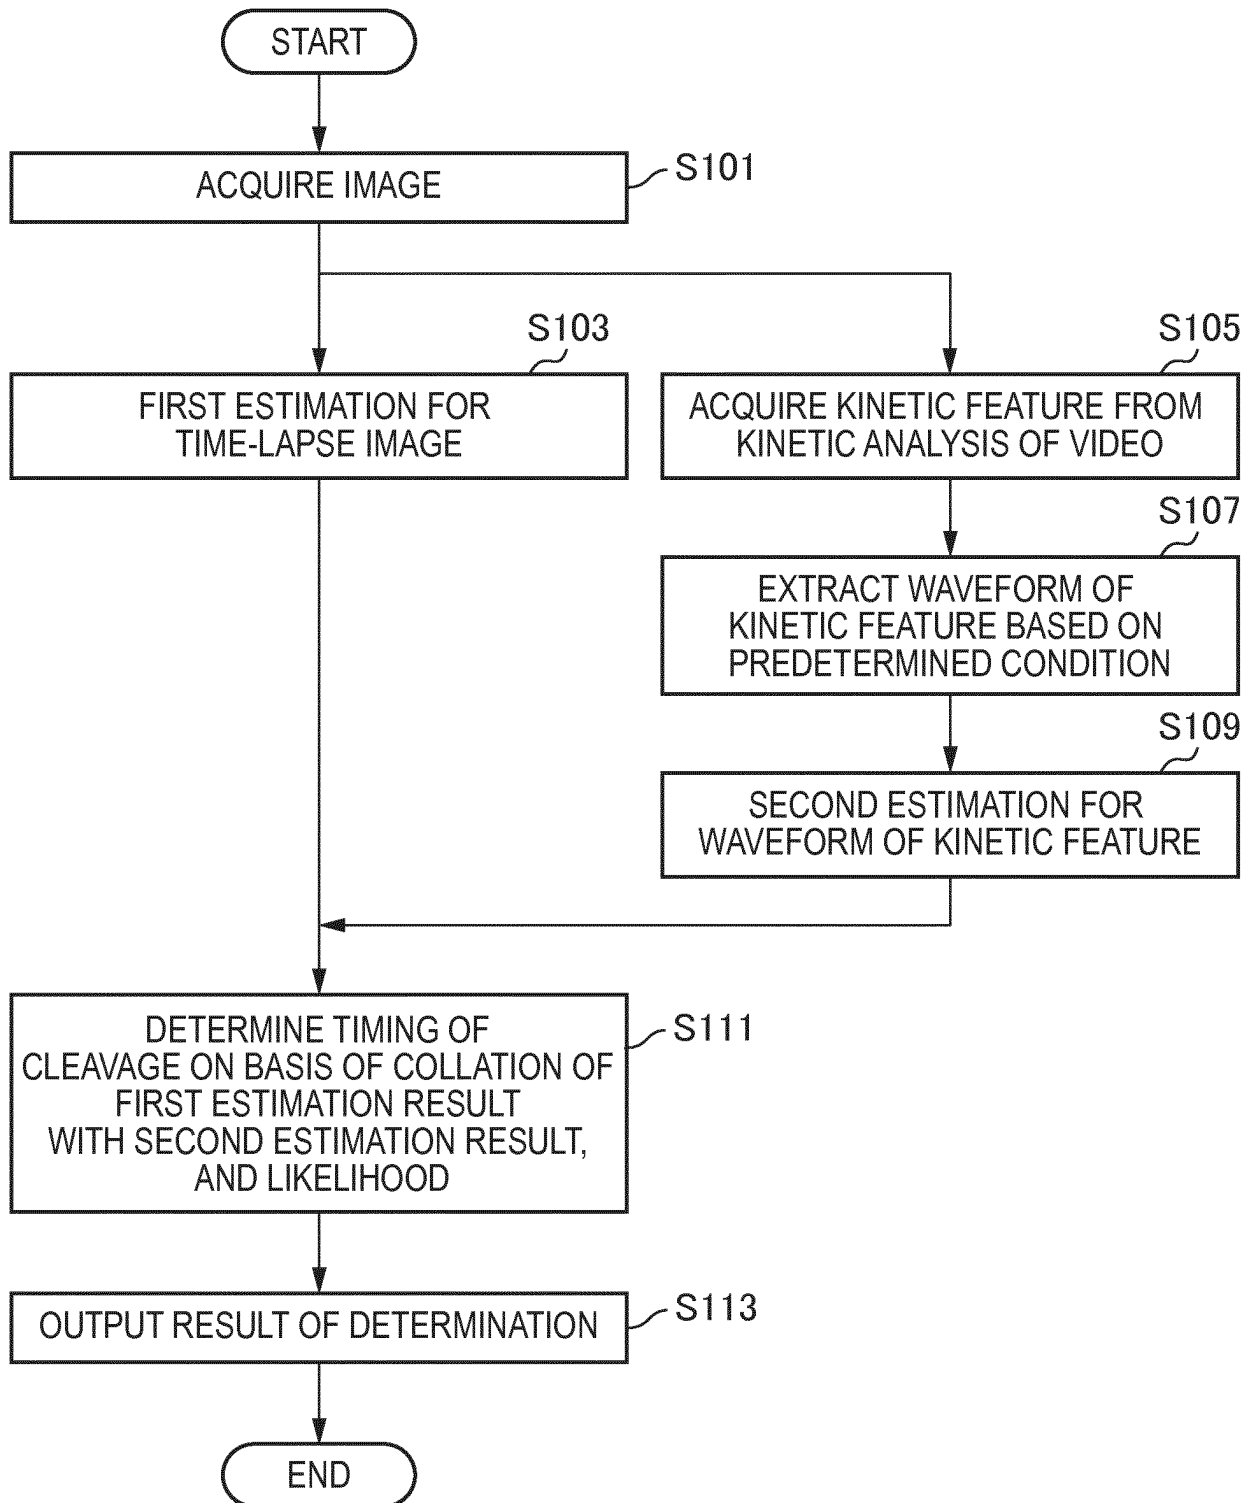 START
ACQUIRE IMAGE
S101
S103
FIRST ESTIMATION FOR
TIME-LAPSE IMAGE
S105
ACQUIRE KINETIC FEATURE FROM
KINETIC ANALYSIS OF VIDEO
S107
EXTRACT WAVEFORM OF
KINETIC FEATURE BASED ON
PREDETERMINED CONDITION
S109
SECOND ESTIMATION FOR
WAVEFORM OF KINETIC FEATURE
DETERMINE TIMING OF
CLEAVAGE ON BASIS OF COLLATION OF
FIRST ESTIMATION RESULT
WITH SECOND ESTIMATION RESULT,
AND LIKELIHOOD
S111
OUTPUT RESULT OF DETERMINATION
S113
END